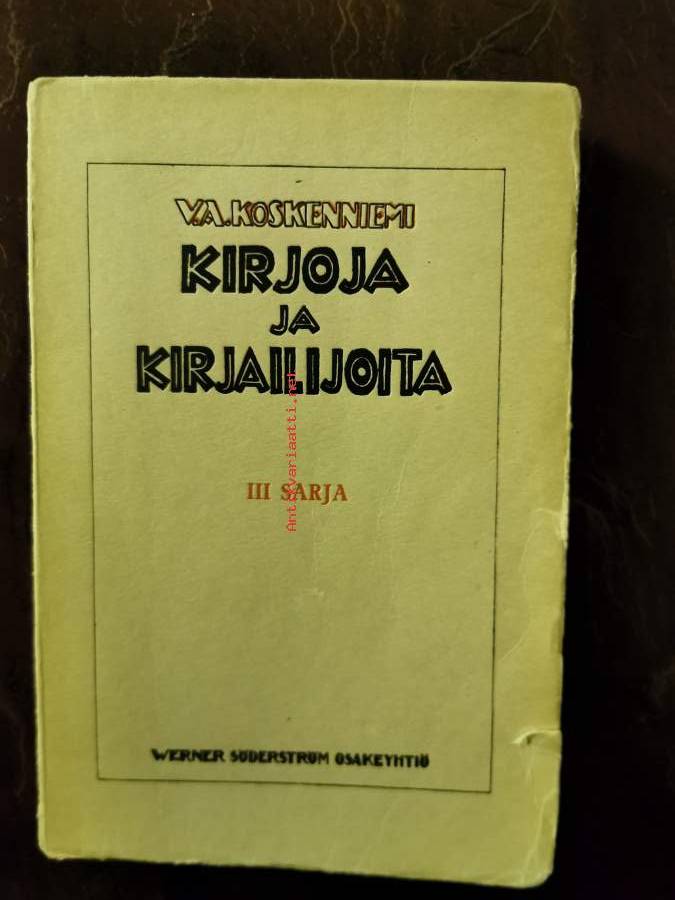 V.A. KOSKENNIEMI
KIRJOJA
JA
KIRJAILIJOITA
III SARJA
WERNER SÖDERSTRÖM OSAKEYHTIÖ
Antikvariaatti.net